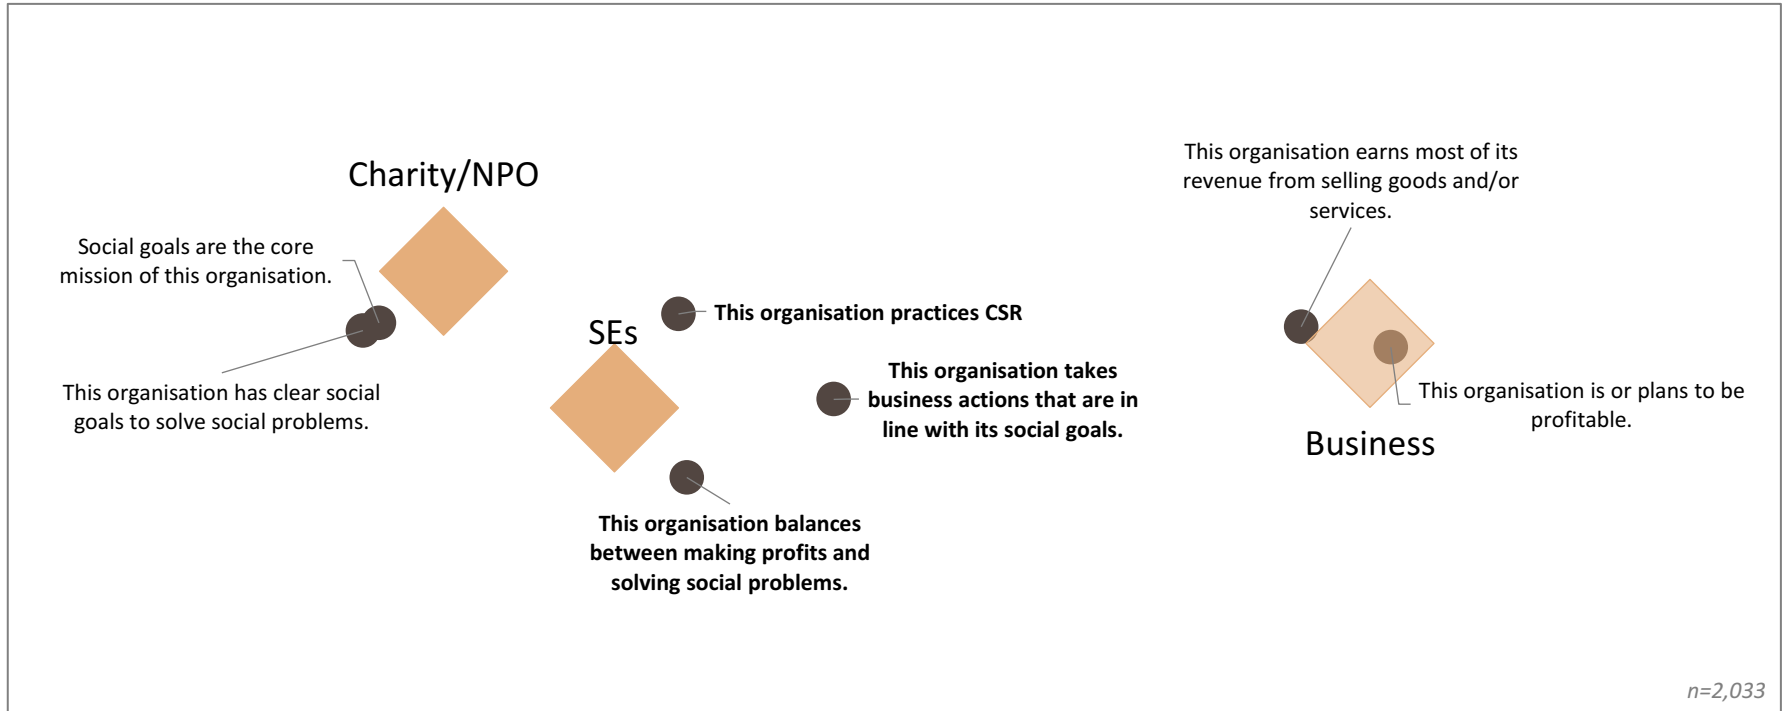 Charity/NPO
Social goals are the core
mission of this organisation.
This organisation has clear social
goals to solve social problems.
SEs
This organisation practices CSR
This organisation takes
business actions that are in
line with its social goals.
This organisation balances
between making profits and
solving social problems.
This organisation earns most of its
revenue from selling goods and/or
services.
This organisation is or plans to be
profitable.
Business
n=2,033